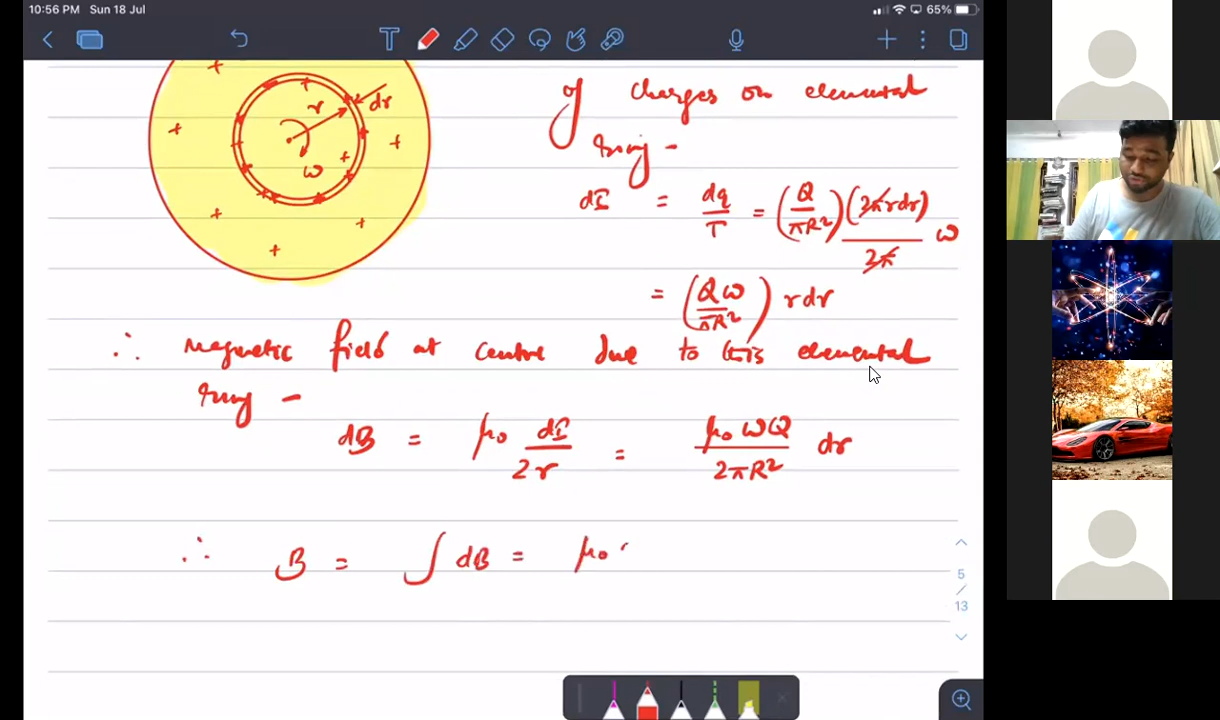 10:56 PM Sun 18 Jul
65%
T
of charges on elemental
ring -
r
dr
ω
dI = dq/T = (Q/πR²) (2πrdr)/2π ω
= (Qω/πR²) rdr
∴ Magnetic field at centre due to this elemental
ring -
dB = μ₀ dI/2r = μ₀ωQ/2πR² dr
∴ B = ∫ dB = μ₀
5
/
13